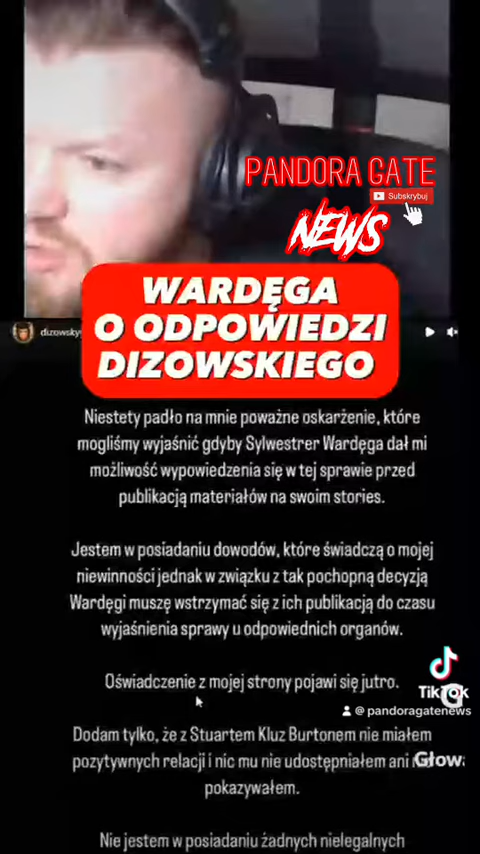 PANDORA GATE
Subskrybuj
NEWS
WARDĘGA
O ODPOWIEDZI
DIZOWSKIEGO
dizowsky
Niestety padło na mnie poważne oskarżenie, które
mogliśmy wyjaśnić gdyby Sylwestrer Wardęga dał mi
możliwość wypowiedzenia się w tej sprawie przed
publikacją materiałów na swoim stories.
Jestem w posiadaniu dowodów, które świadczą o mojej
niewinności jednak w związku z tak pochopną decyzją
Wardęgi muszę wstrzymać się z ich publikacją do czasu
wyjaśnienia sprawy u odpowiednich organów.
Oświadczenie z mojej strony pojawi się jutro.
TikTok
@pandoragatenews
Dodam tylko, że z Stuartem Kluz Burtonem nie miałem
pozytywnych relacji i nic mu nie udostępniałem ani
Głow
pokazywałem.
Nie jestem w posiadaniu żadnych nielegalnych